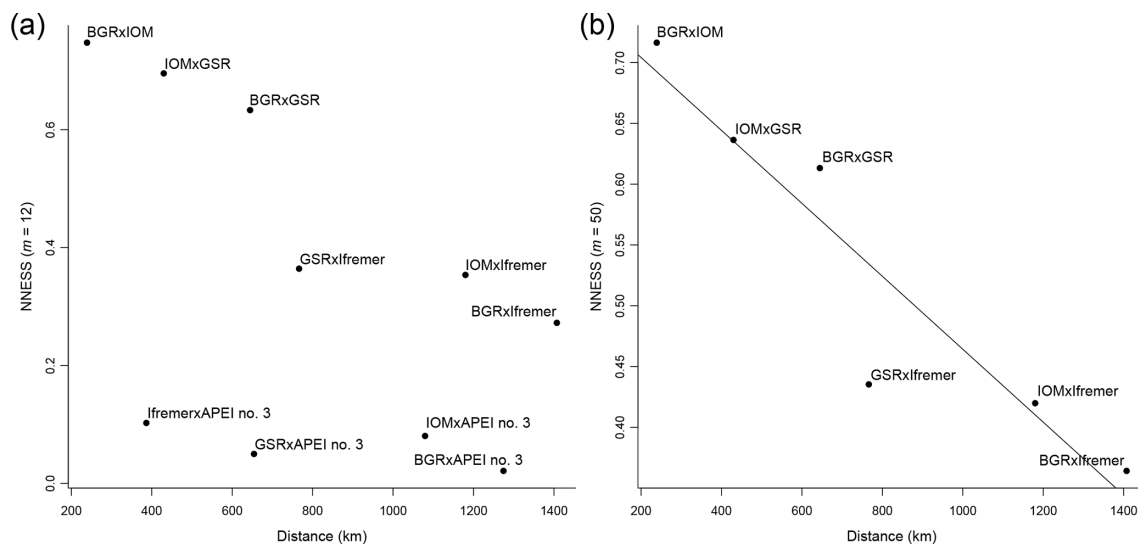 (a)
BGRxIOM
IOMxGSR
BGRxGSR
GSRxIfremer
IOMxIfremer
BGRxIfremer
IfremerxAPEI no. 3
GSRxAPEI no. 3
IOMxAPEI no. 3
BGRxAPEI no. 3
NNESS (m = 12)
0.6
0.4
0.2
0.0
200 400 600 800 1000 1200 1400
Distance (km)
(b)
BGRxIOM
IOMxGSR
BGRxGSR
GSRxIfremer
IOMxIfremer
BGRxIfremer
NNESS (m = 50)
0.70
0.65
0.60
0.55
0.50
0.45
0.40
200 400 600 800 1000 1200 1400
Distance (km)